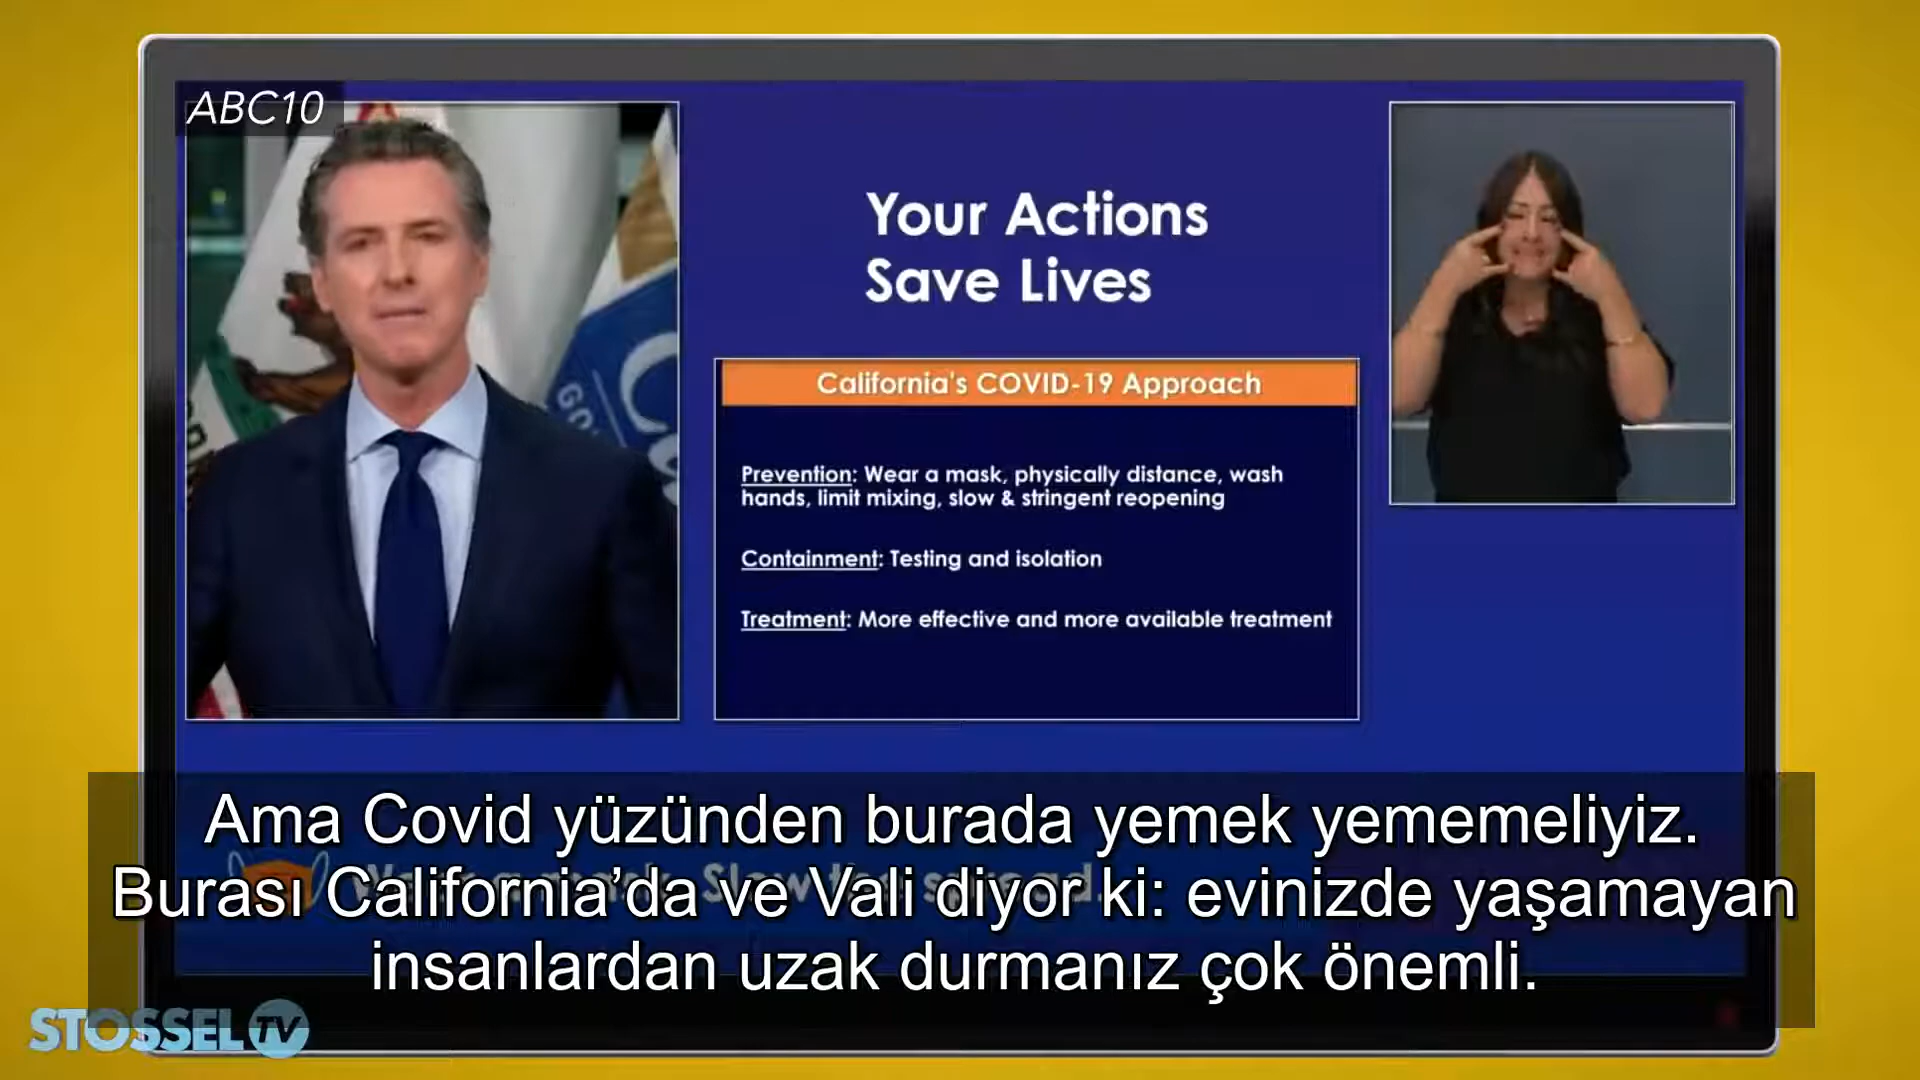 ABC10
Your Actions
Save Lives
California's COVID-19 Approach
Prevention: Wear a mask, physically distance, wash
hands, limit mixing, slow & stringent reopening
Containment: Testing and isolation
Treatment: More effective and more available treatment
Ama Covid yüzünden burada yemek yememeliyiz.
Burası California’da ve Vali diyor ki: evinizde yaşamayan
insanlardan uzak durmanız çok önemli.
STOSSEL TV